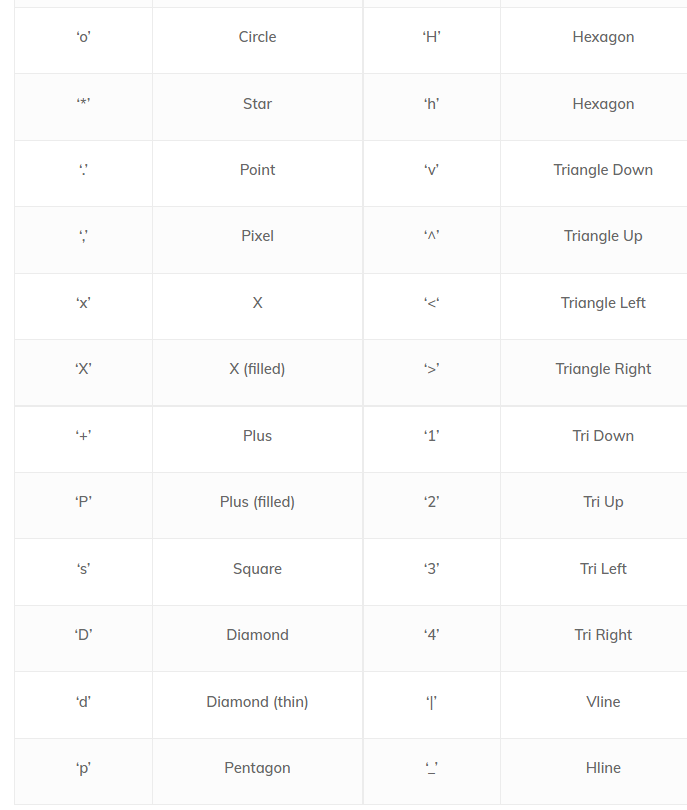 ‘o’ Circle ‘H’ Hexagon
‘*’ Star ‘h’ Hexagon
‘.’ Point ‘v’ Triangle Down
‘,’ Pixel ‘^’ Triangle Up
‘x’ X ‘<‘ Triangle Left
‘X’ X (filled) ‘>’ Triangle Right
‘+’ Plus ‘1’ Tri Down
‘P’ Plus (filled) ‘2’ Tri Up
‘s’ Square ‘3’ Tri Left
‘D’ Diamond ‘4’ Tri Right
‘d’ Diamond (thin) ‘|’ Vline
‘p’ Pentagon ‘_’ Hline